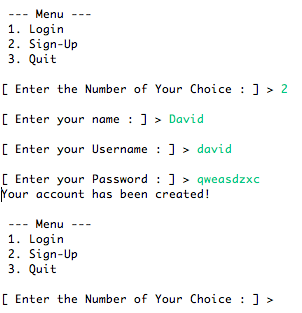 --- Menu ---
1. Login
2. Sign-Up
3. Quit
[ Enter the Number of Your Choice : ] > 2
[ Enter your name : ] > David
[ Enter your Username : ] > david
[ Enter your Password : ] > qweasdzxc
Your account has been created!
--- Menu ---
1. Login
2. Sign-Up
3. Quit
[ Enter the Number of Your Choice : ] >